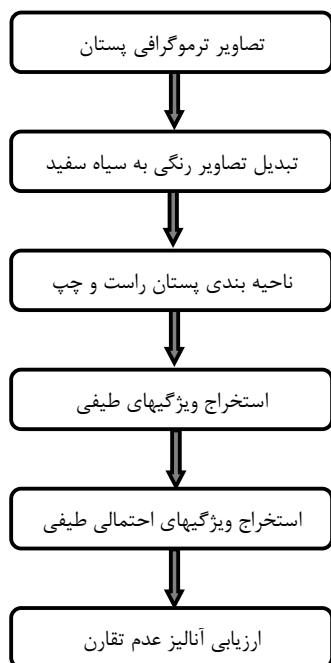 تصاویر ترموگرافی پستان
تبدیل تصاویر رنگی به سیاه سفید
ناحیه بندی پستان راست و چپ
استخراج ویژگیهای طیفی
استخراج ویژگیهای احتمالی طیفی
ارزیابی آنالیز عدم تقارن